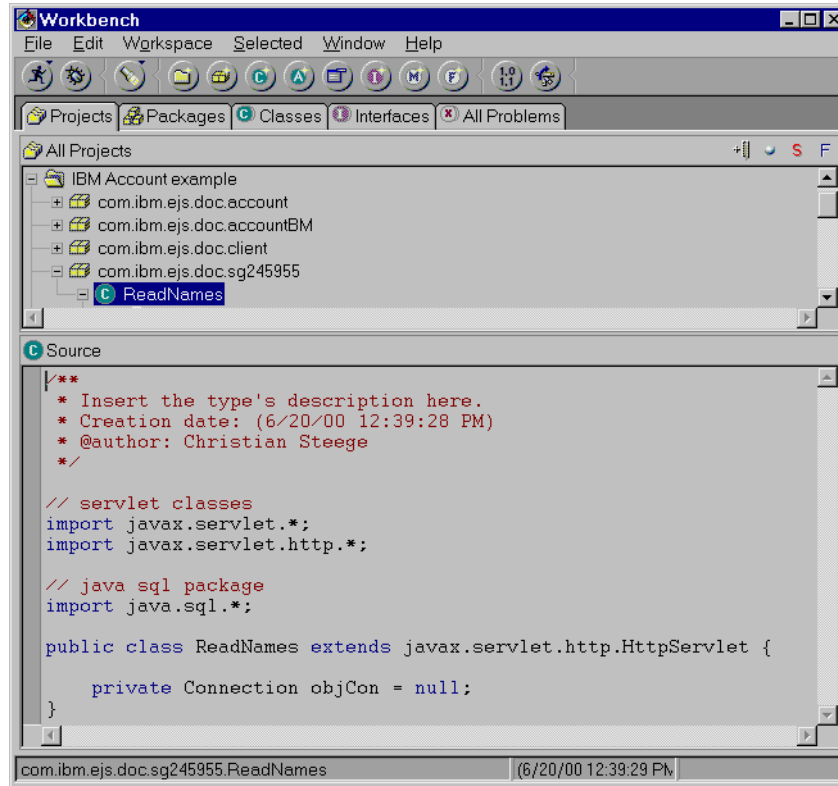 Workbench
File Edit Workspace Selected Window Help
Projects Packages Classes Interfaces All Problems
All Projects S F
IBM Account example
com.ibm.ejs.doc.account
com.ibm.ejs.doc.accountBM
com.ibm.ejs.doc.client
com.ibm.ejs.doc.sg245955
ReadNames
Source
/**
 * Insert the type's description here.
 * Creation date: (6/20/00 12:39:28 PM)
 * @author: Christian Steege
 */
// servlet classes
import javax.servlet.*;
import javax.servlet.http.*;
// java sql package
import java.sql.*;
public class ReadNames extends javax.servlet.http.HttpServlet {
    private Connection objCon = null;
}
com.ibm.ejs.doc.sg245955.ReadNames (6/20/00 12:39:29